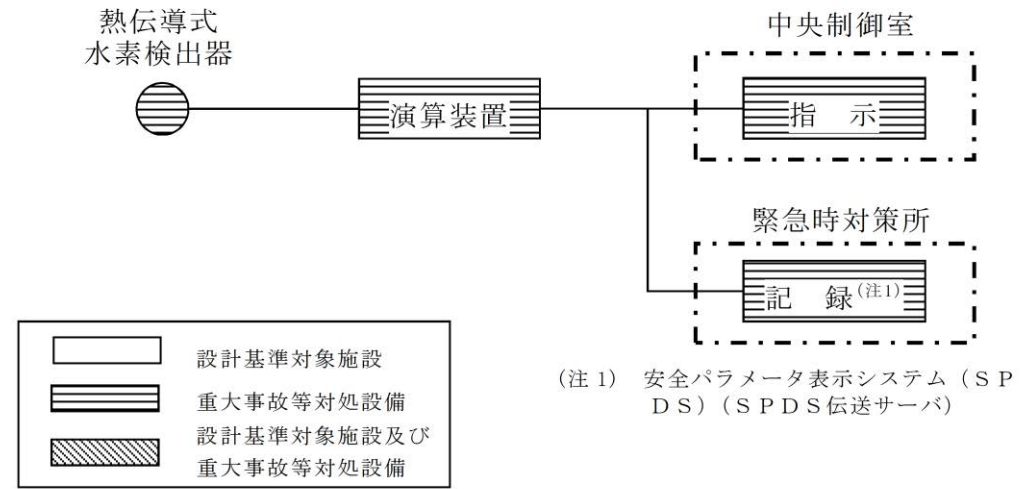 熱伝導式
水素検出器
演算装置
中央制御室
指 示
緊急時対策所
記 録(注1)
設計基準対象施設
重大事故等対処設備
設計基準対象施設及び
重大事故等対処設備
(注 1) 安全パラメータ表示システム(SP
DS)(SPDS伝送サーバ)